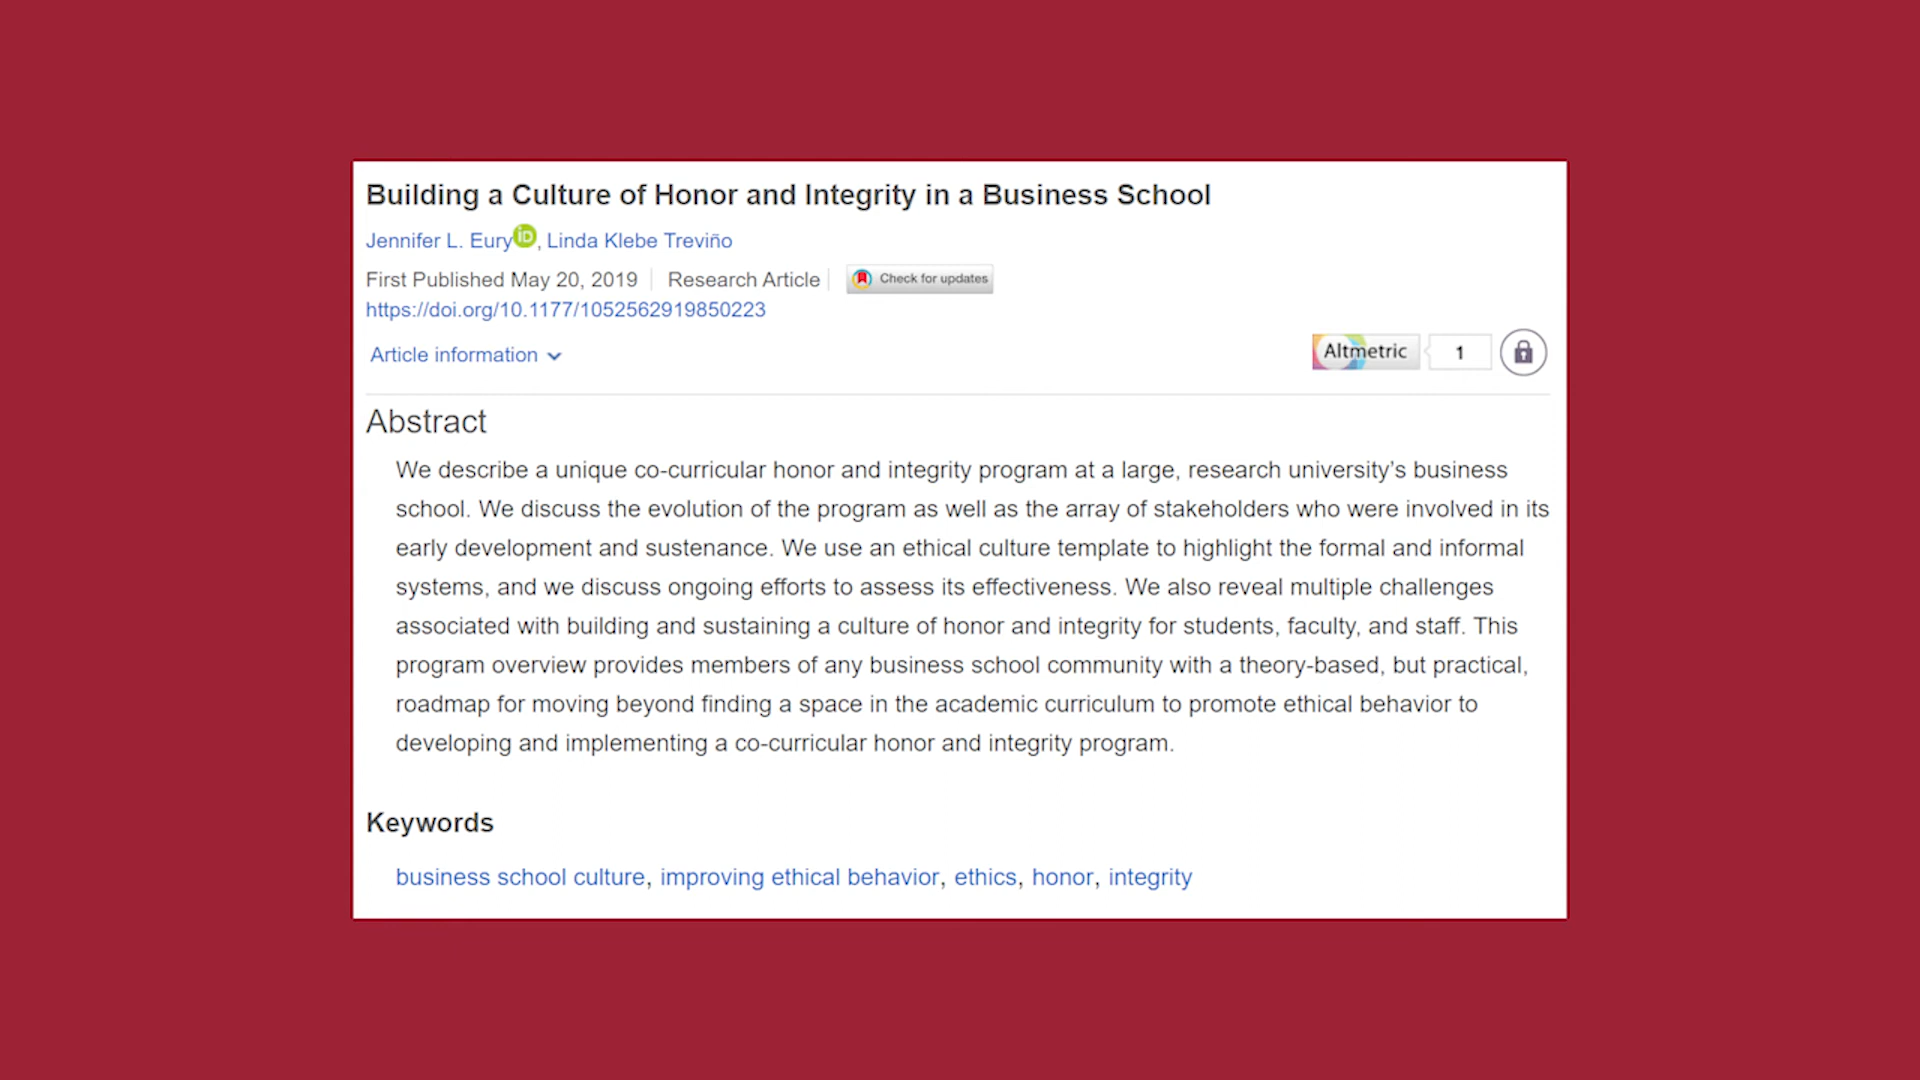 Building a Culture of Honor and Integrity in a Business School
Jennifer L. Eury iD, Linda Klebe Treviño
First Published May 20, 2019 Research Article Check for updates
https://doi.org/10.1177/1052562919850223
Article information
Altmetric 1
Abstract
We describe a unique co-curricular honor and integrity program at a large, research university’s business
school. We discuss the evolution of the program as well as the array of stakeholders who were involved in its
early development and sustenance. We use an ethical culture template to highlight the formal and informal
systems, and we discuss ongoing efforts to assess its effectiveness. We also reveal multiple challenges
associated with building and sustaining a culture of honor and integrity for students, faculty, and staff. This
program overview provides members of any business school community with a theory-based, but practical,
roadmap for moving beyond finding a space in the academic curriculum to promote ethical behavior to
developing and implementing a co-curricular honor and integrity program.
Keywords
business school culture, improving ethical behavior, ethics, honor, integrity